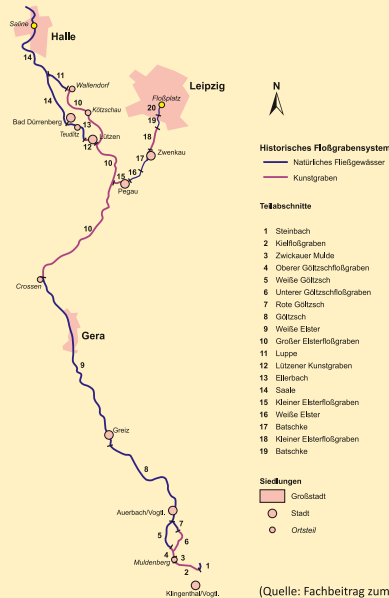 Saline
Halle
14
11
Wallendorf
Leipzig
10
Kötzschau
Floßplatz
20
14
19
Bad Dürrenberg
13
Teuditz
Lützen
18
12
17
Zwenkau
10
16
15
Pegau
10
Crossen
Gera
9
Greiz
8
Auerbach/Vogtl.
7
5
6
4
Muldenberg
3
1
2
Klingenthal/Vogtl.
N
Historisches Floßgrabensystem
Natürliches Fließgewässer
Kunstgraben
Teilabschnitte
1 Steinbach
2 Kielfloßgraben
3 Zwickauer Mulde
4 Oberer Göltzschfloßgraben
5 Weiße Göltzsch
6 Unterer Göltzschfloßgraben
7 Rote Göltzsch
8 Göltzsch
9 Weiße Elster
10 Großer Elsterfloßgraben
11 Luppe
12 Lützener Kunstgraben
13 Ellerbach
14 Saale
15 Kleiner Elsterfloßgraben
16 Weiße Elster
17 Batschke
18 Kleiner Elsterfloßgraben
19 Batschke
Siedlungen
Großstadt
Stadt
Ortsteil
(Quelle: Fachbeitrag zum